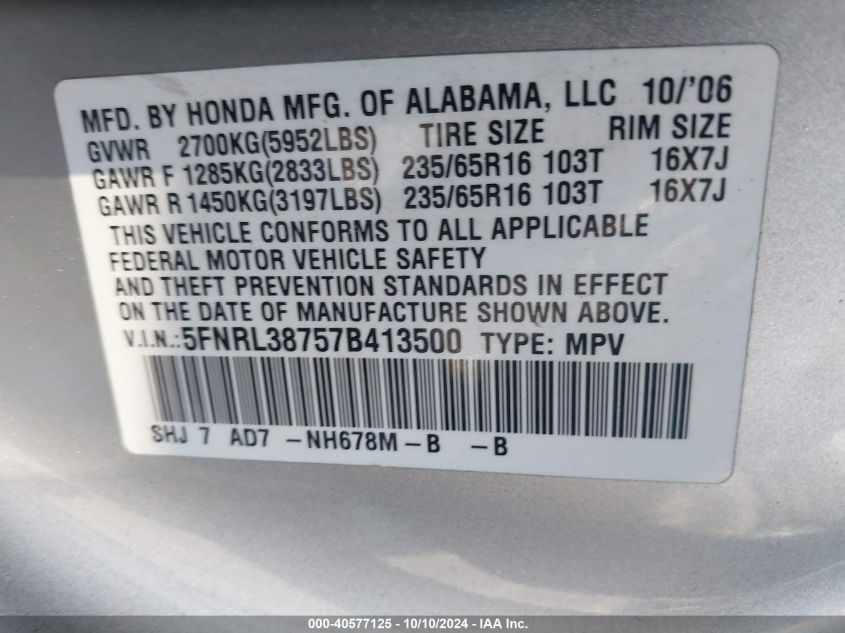 MFD. BY HONDA MFG. OF ALABAMA, LLC 10/'06
GVWR 2700KG(5952LBS) TIRE SIZE RIM SIZE
GAWR F 1285KG(2833LBS) 235/65R16 103T 16X7J
GAWR R 1450KG(3197LBS) 235/65R16 103T 16X7J
THIS VEHICLE CONFORMS TO ALL APPLICABLE
FEDERAL MOTOR VEHICLE SAFETY
AND THEFT PREVENTION STANDARDS IN EFFECT
ON THE DATE OF MANUFACTURE SHOWN ABOVE.
V.I.N.:5FNRL38757B413500 TYPE: MPV
SHJ 7 AD7 -NH678M-B -B
000-40577125 - 10/10/2024 - IAA Inc.